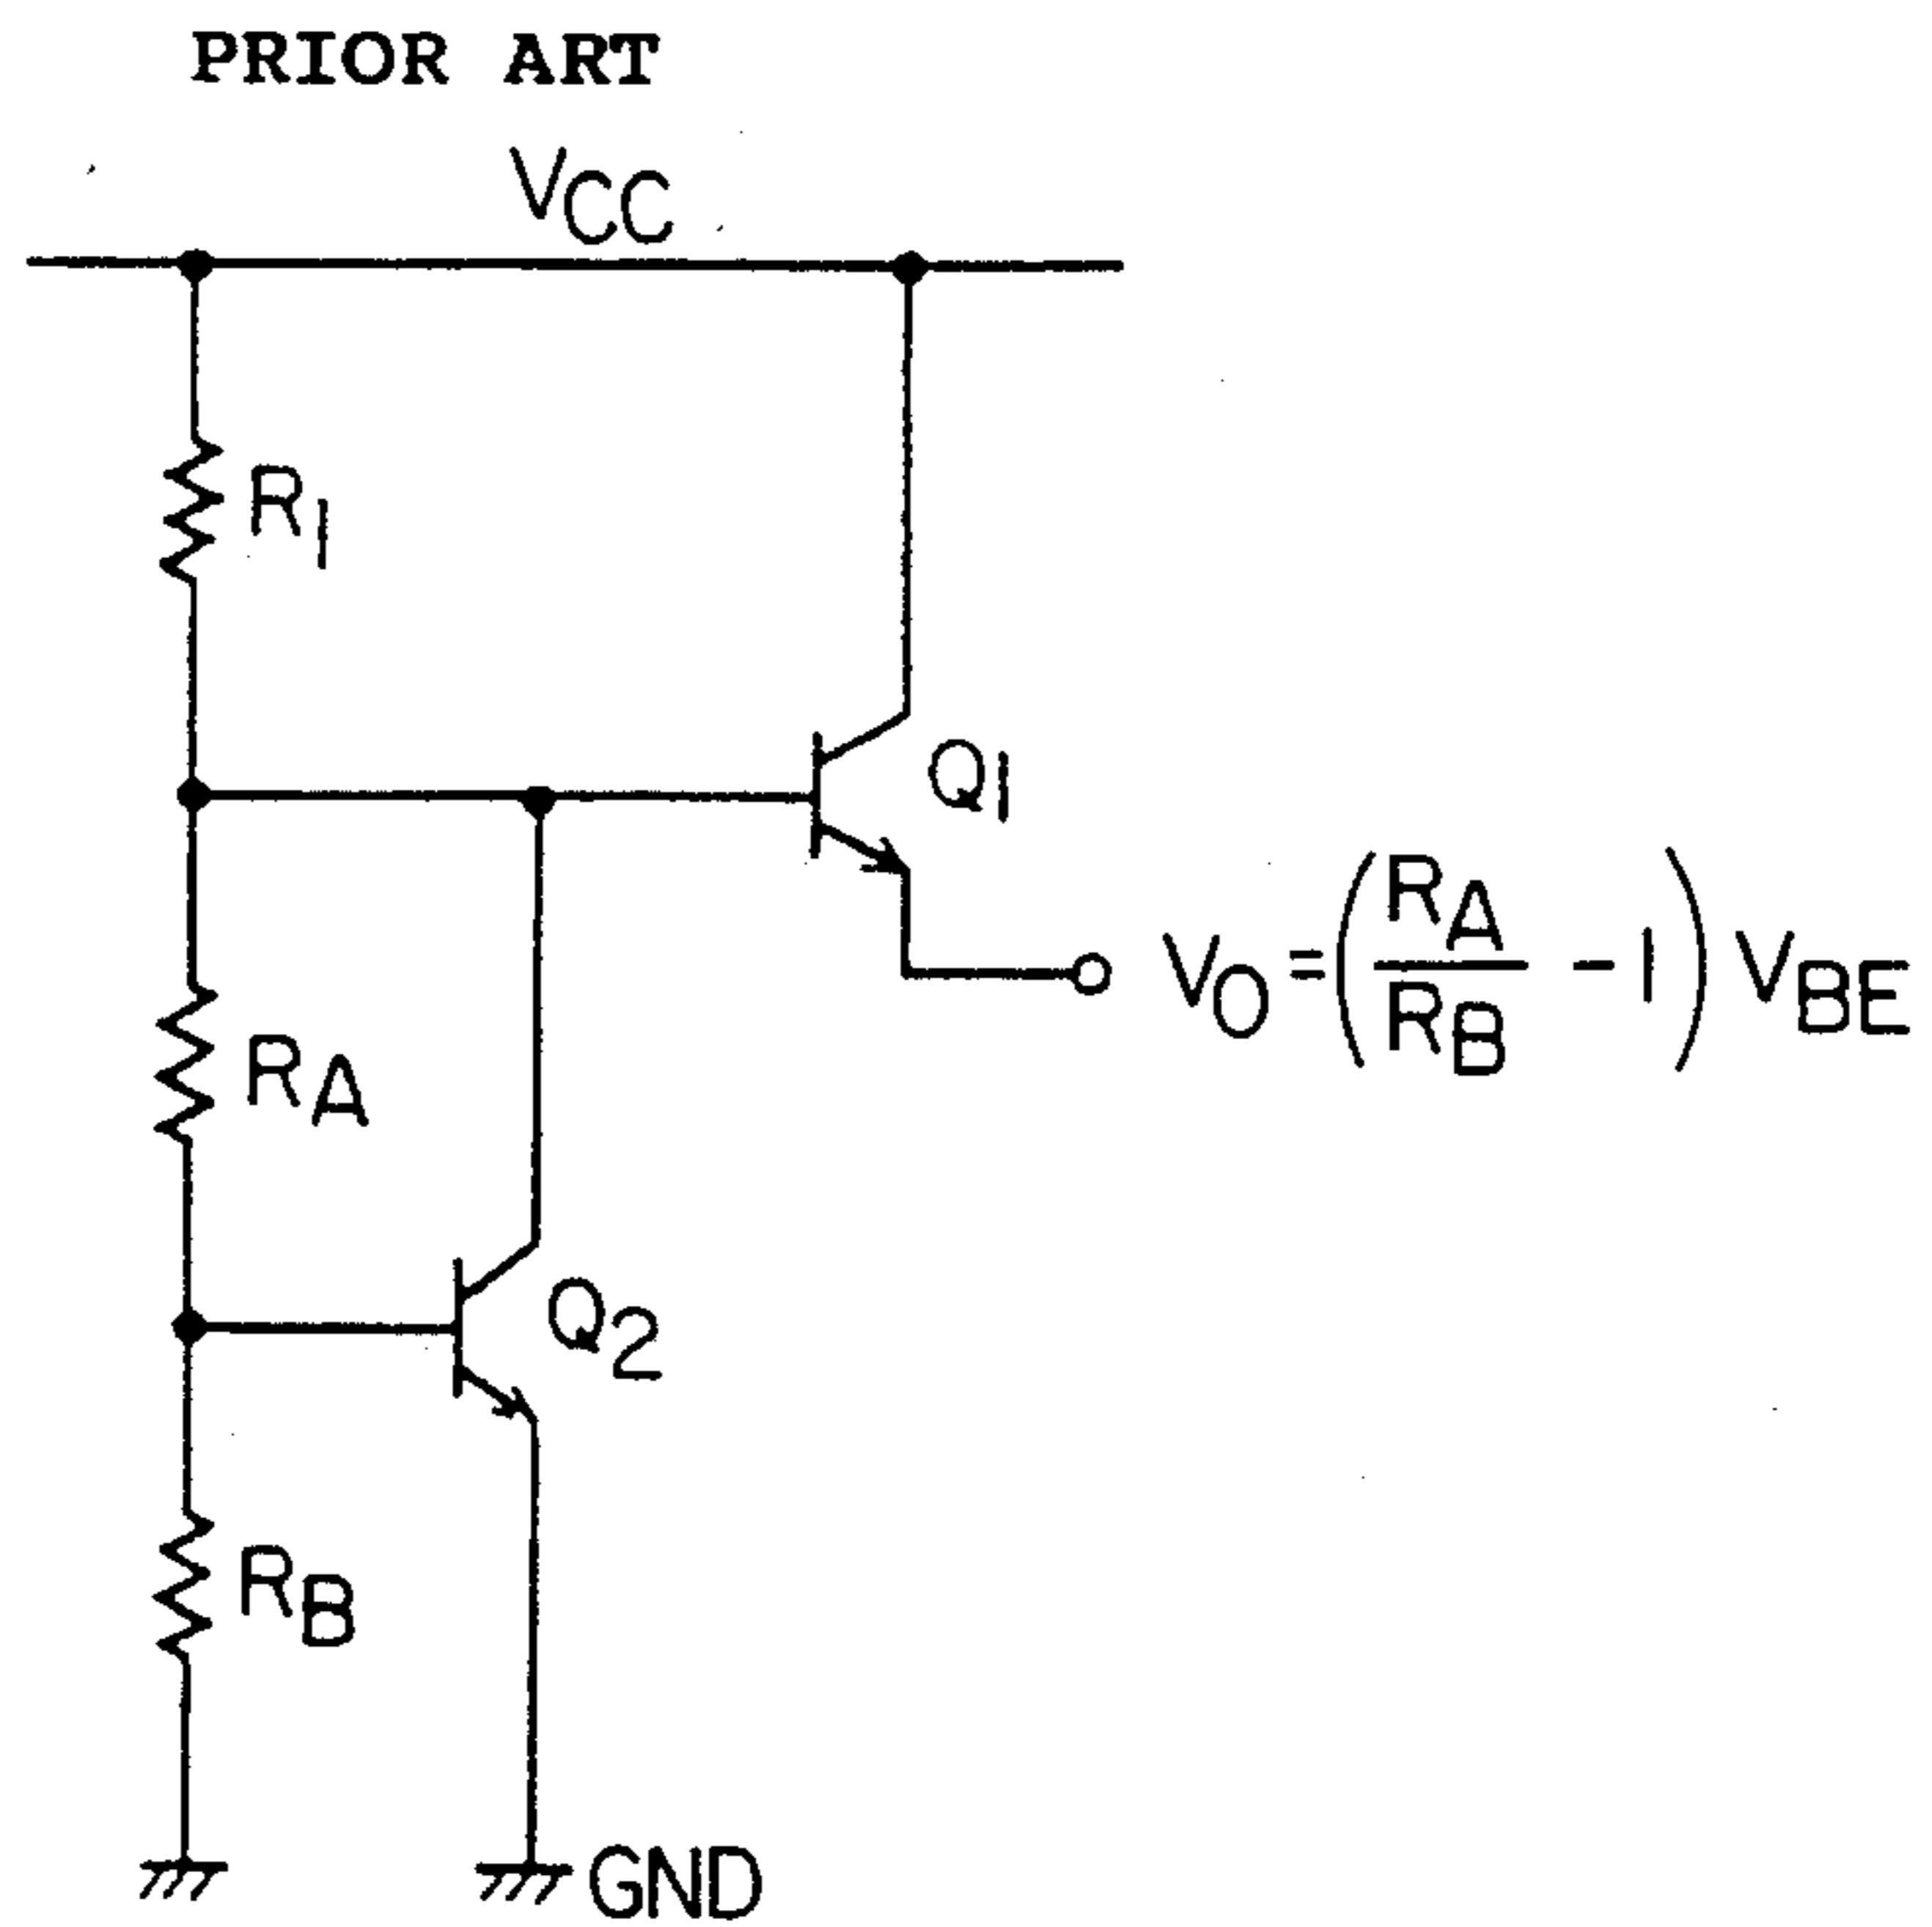 PRIOR ART
VCC
R1
Q1
VO=(RA/RB - 1) VBE
RA
Q2
RB
GND